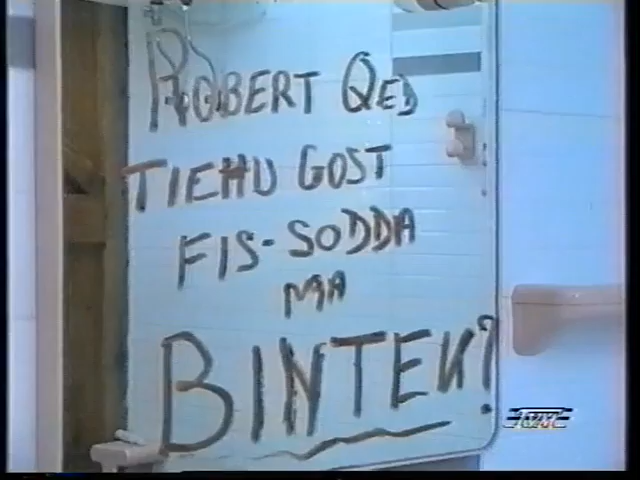 ROBERT QED
TIEHU GOST
FIS-SODDA
MA
BINTEK?